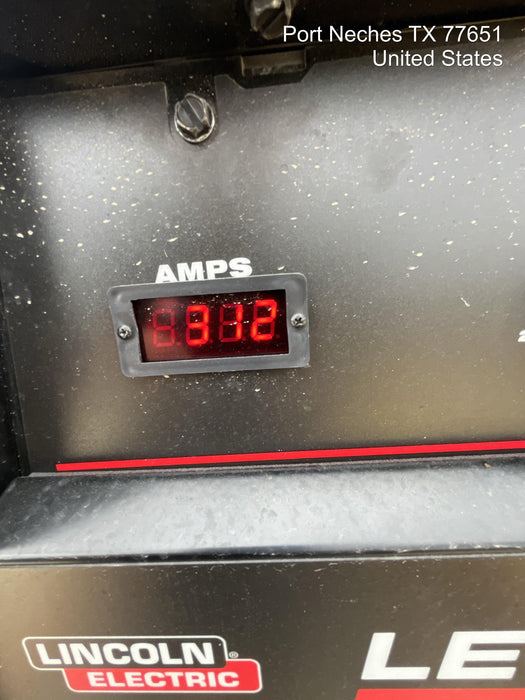 Port Neches TX 77651
United States
AMPS
312
LINCOLN®
ELECTRIC
LE